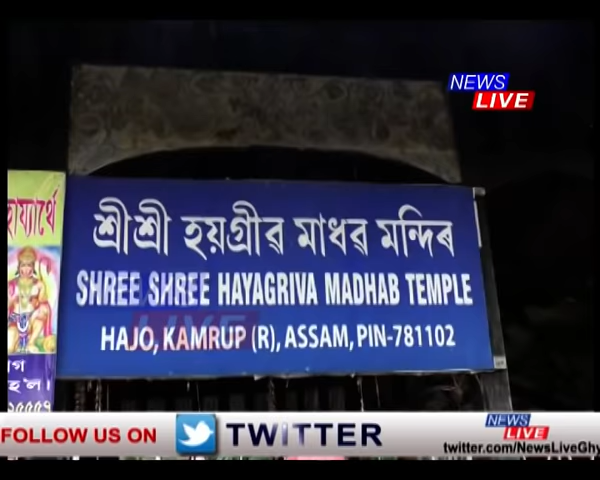 NEWS
LIVE
হায্যাৰ্থে
শ্ৰীশ্ৰী হয়গ্ৰীৱ মাধৱ মন্দিৰ
SHREE SHREE HAYAGRIVA MADHAB TEMPLE
HAJO, KAMRUP (R), ASSAM, PIN-781102
FOLLOW US ON TWITTER
NEWS
LIVE
twitter.com/NewsLiveGhy